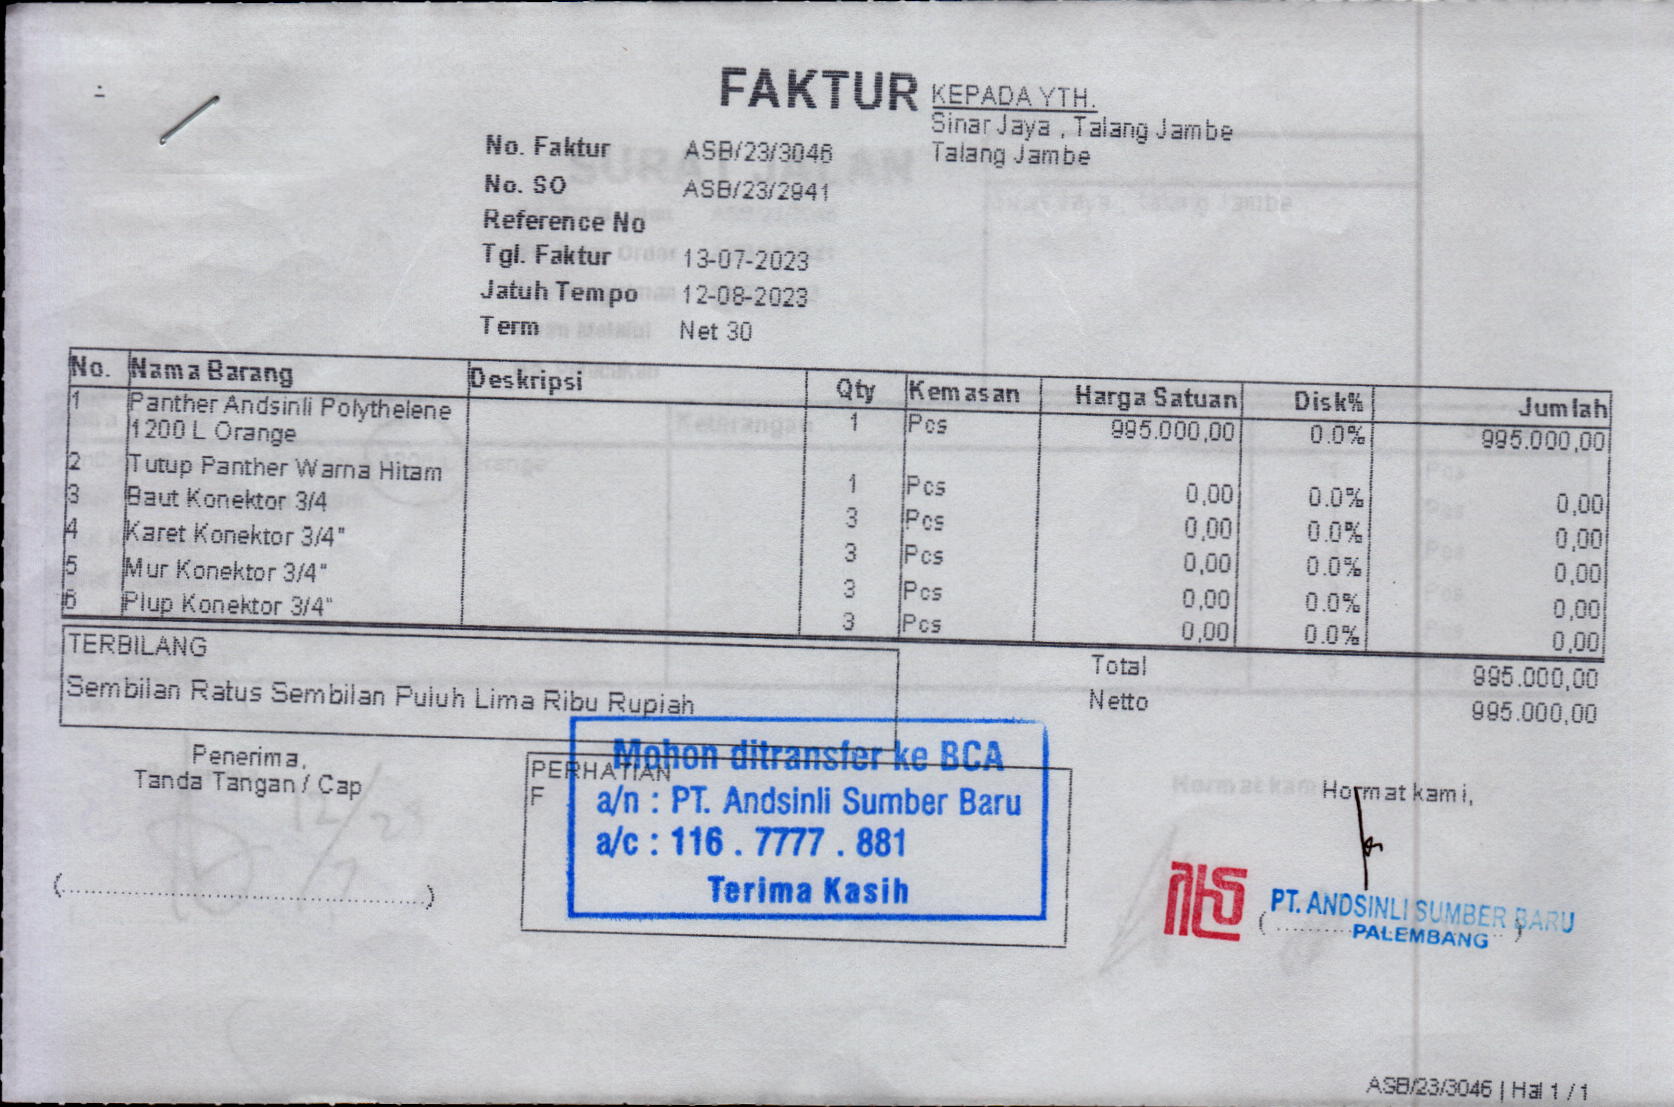 FAKTUR
KEPADA YTH.
Sinar Jaya , Talang Jambe
Talang Jambe
No. Faktur ASB/23/3046
No. SO ASB/23/2941
Reference No
Tgl. Faktur 13-07-2023
Jatuh Tempo 12-08-2023
Term Net 30
No. Nama Barang Deskripsi Qty Kemasan Harga Satuan Disk% Jumlah
1 Panther Andsinli Polythelene 1 Pcs 995.000,00 0.0% 995.000,00
1200 L Orange
2 Tutup Panther Warna Hitam 1 Pcs 0,00 0.0% 0,00
3 Baut Konektor 3/4 3 Pcs 0,00 0.0% 0,00
4 Karet Konektor 3/4" 3 Pcs 0,00 0.0% 0,00
5 Mur Konektor 3/4" 3 Pcs 0,00 0.0% 0,00
6 Plup Konektor 3/4" 3 Pcs 0,00 0.0% 0,00
TERBILANG
Sembilan Ratus Sembilan Puluh Lima Ribu Rupiah
Total 995.000,00
Netto 995.000,00
Penerima,
Tanda Tangan / Cap
(..........................................)
PERHATIAN
F
Mohon ditransfer ke BCA
a/n : PT. Andsinli Sumber Baru
a/c : 116 . 7777 . 881
Terima Kasih
Hormat kami,
PT. ANDSINLI SUMBER BARU
PALEMBANG
ASB/23/3046 | Hal 1 / 1